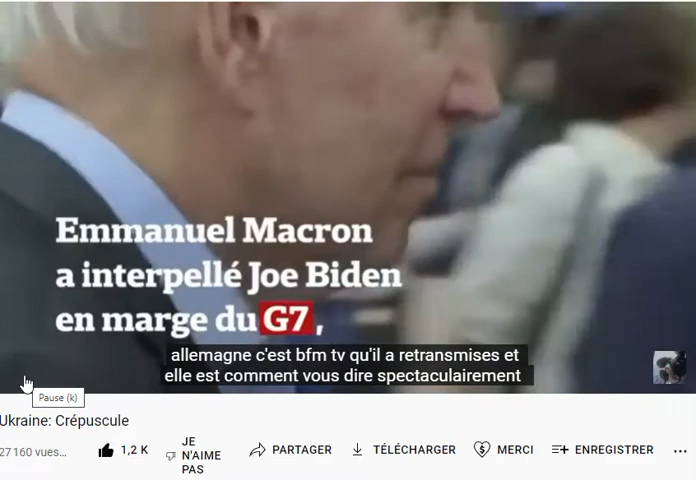 Emmanuel Macron
a interpellé Joe Biden
en marge du G7,
allemagne c'est bfm tv qu'il a retransmises et
elle est comment vous dire spectaculairement
Pause (k)
Ukraine: Crépuscule
27 160 vues...
1,2 K
JE
N'AIME
PAS
PARTAGER
TÉLÉCHARGER
MERCI
ENREGISTRER
...